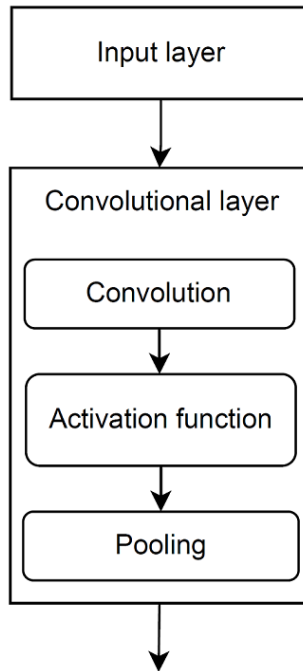 Input layer
Convolutional layer
Convolution
Activation function
Pooling